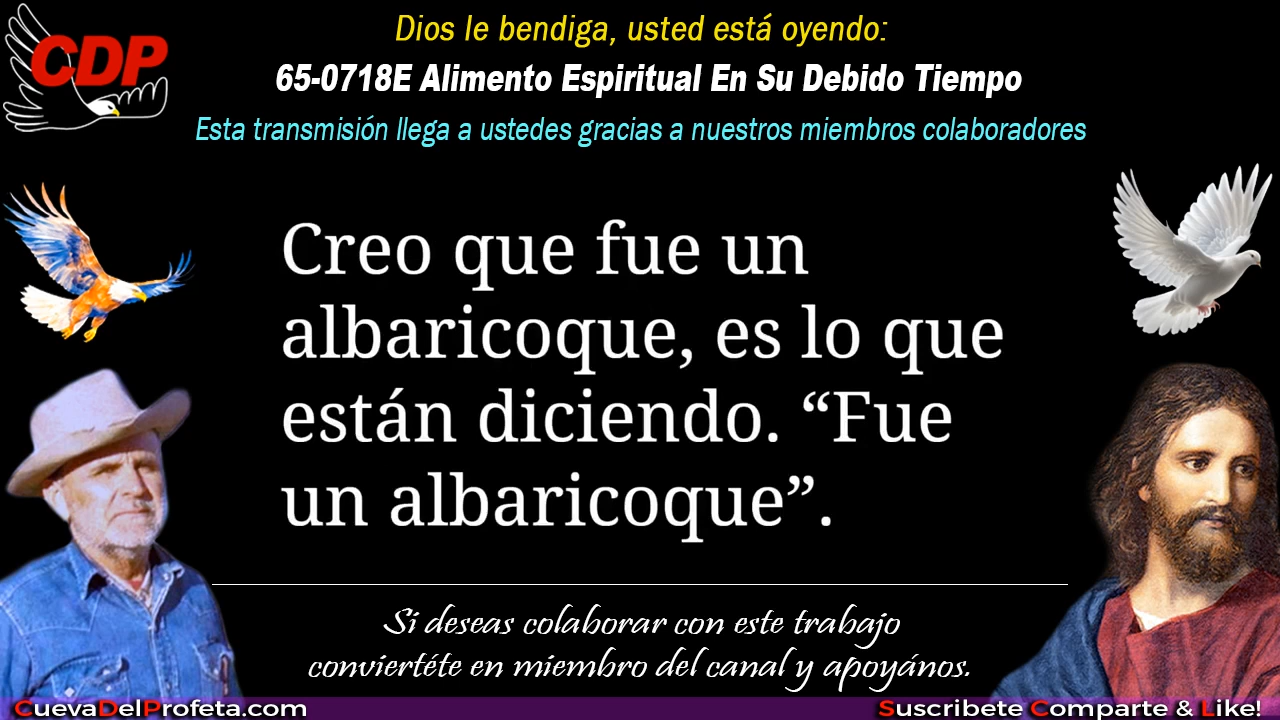 CDP
Dios le bendiga, usted está oyendo:
65-0718E Alimento Espiritual En Su Debido Tiempo
Esta transmisión llega a ustedes gracias a nuestros miembros colaboradores
Creo que fue un
albaricoque, es lo que
están diciendo. “Fue
un albaricoque”.
Si deseas colaborar con este trabajo
conviertéte en miembro del canal y apoyános.
CuevaDelProfeta.com
Suscribete Comparte & Like!